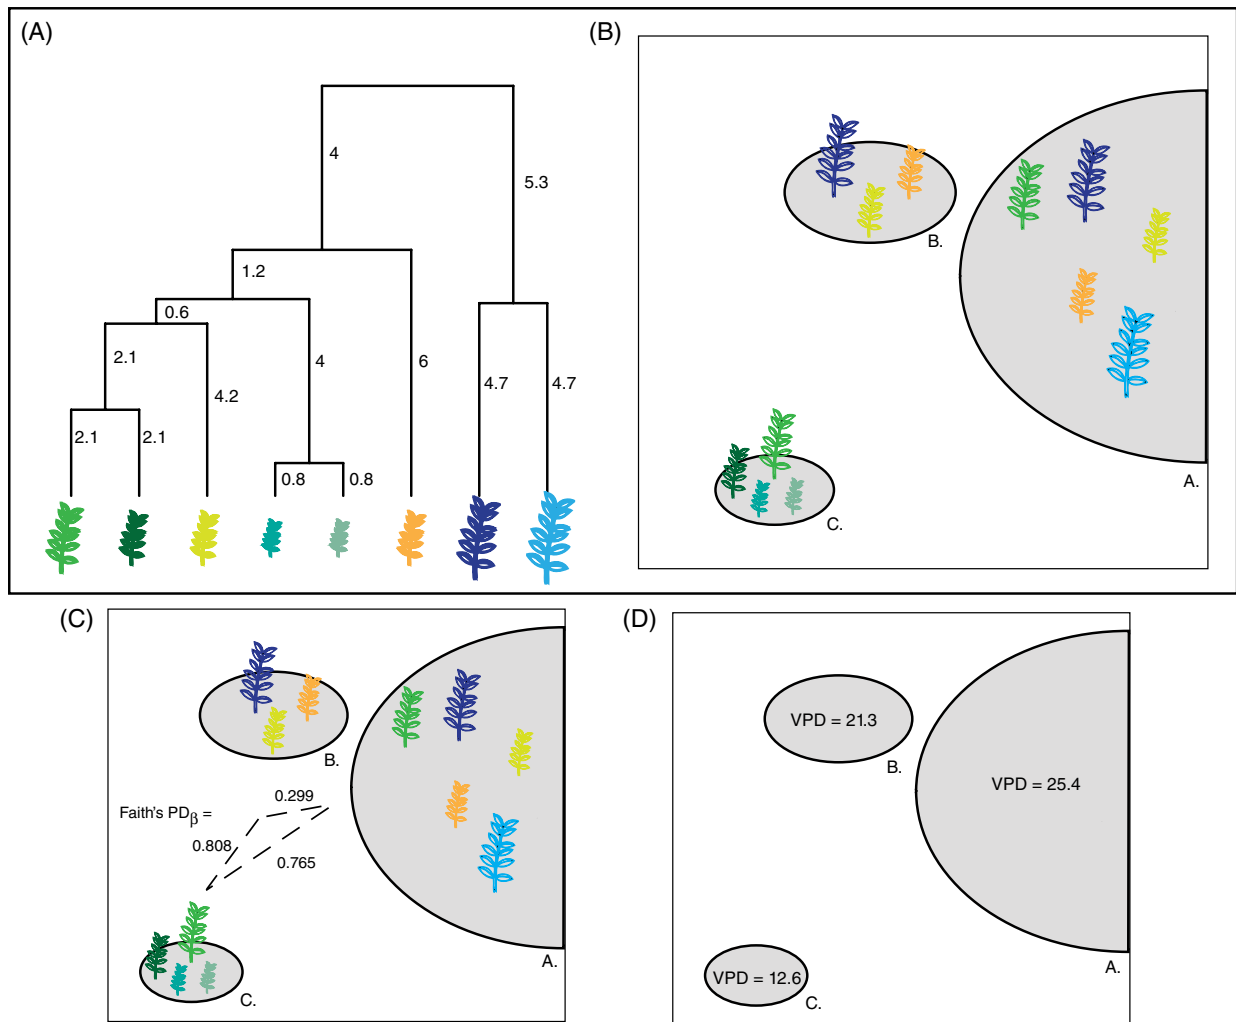 (A)
4
5.3
1.2
0.6
2.1
4.2
4
6
4.7
4.7
2.1
2.1
0.8
0.8
(B)
B.
A.
C.
(C)
B.
Faith's PDβ =
0.299
0.808
0.765
A.
C.
(D)
VPD = 21.3
B.
VPD = 25.4
A.
VPD = 12.6
C.